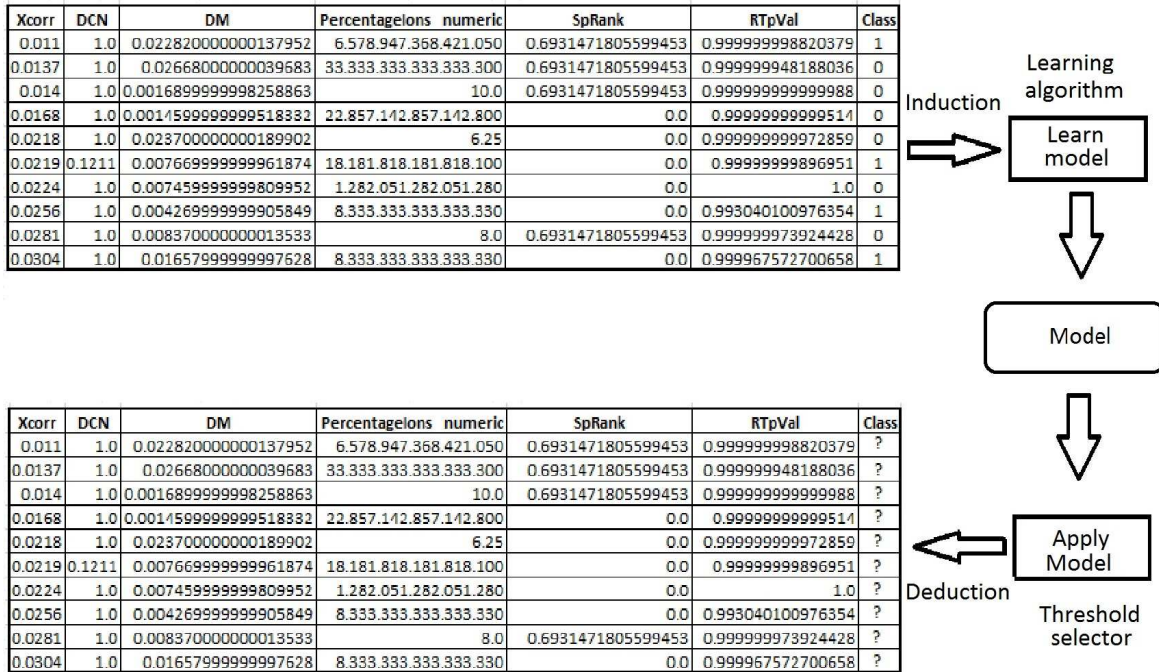 Xcorr DCN DM PercentageIons numeric SpRank RTpVal Class
0.011 1.0 0.022820000000137952 6.578.947.368.421.050 0.6931471805599453 0.999999998820379 1
0.0137 1.0 0.02668000000039683 33.333.333.333.333.300 0.6931471805599453 0.999999948188036 0
0.014 1.0 0.0016899999998258863 10.0 0.6931471805599453 0.999999999999988 0
0.0168 1.0 0.0014599999999518332 22.857.142.857.142.800 0.0 0.99999999999514 0
0.0218 1.0 0.023700000000189902 6.25 0.0 0.999999999972859 0
0.0219 0.1211 0.007669999999961874 18.181.818.181.818.100 0.0 0.99999999896951 1
0.0224 1.0 0.007459999999809952 1.282.051.282.051.280 0.0 1.0 0
0.0256 1.0 0.004269999999905849 8.333.333.333.333.330 0.0 0.993040100976354 1
0.0281 1.0 0.008370000000013533 8.0 0.6931471805599453 0.999999973924428 0
0.0304 1.0 0.01657999999997628 8.333.333.333.333.330 0.0 0.999967572700658 1
Induction
Learning
algorithm
Learn
model
Model
Xcorr DCN DM PercentageIons numeric SpRank RTpVal Class
0.011 1.0 0.022820000000137952 6.578.947.368.421.050 0.6931471805599453 0.999999998820379 ?
0.0137 1.0 0.02668000000039683 33.333.333.333.333.300 0.6931471805599453 0.999999948188036 ?
0.014 1.0 0.0016899999998258863 10.0 0.6931471805599453 0.999999999999988 ?
0.0168 1.0 0.0014599999999518332 22.857.142.857.142.800 0.0 0.99999999999514 ?
0.0218 1.0 0.023700000000189902 6.25 0.0 0.999999999972859 ?
0.0219 0.1211 0.007669999999961874 18.181.818.181.818.100 0.0 0.99999999896951 ?
0.0224 1.0 0.007459999999809952 1.282.051.282.051.280 0.0 1.0 ?
0.0256 1.0 0.004269999999905849 8.333.333.333.333.330 0.0 0.993040100976354 ?
0.0281 1.0 0.008370000000013533 8.0 0.6931471805599453 0.999999973924428 ?
0.0304 1.0 0.01657999999997628 8.333.333.333.333.330 0.0 0.999967572700658 ?
Apply
Model
Deduction
Threshold
selector